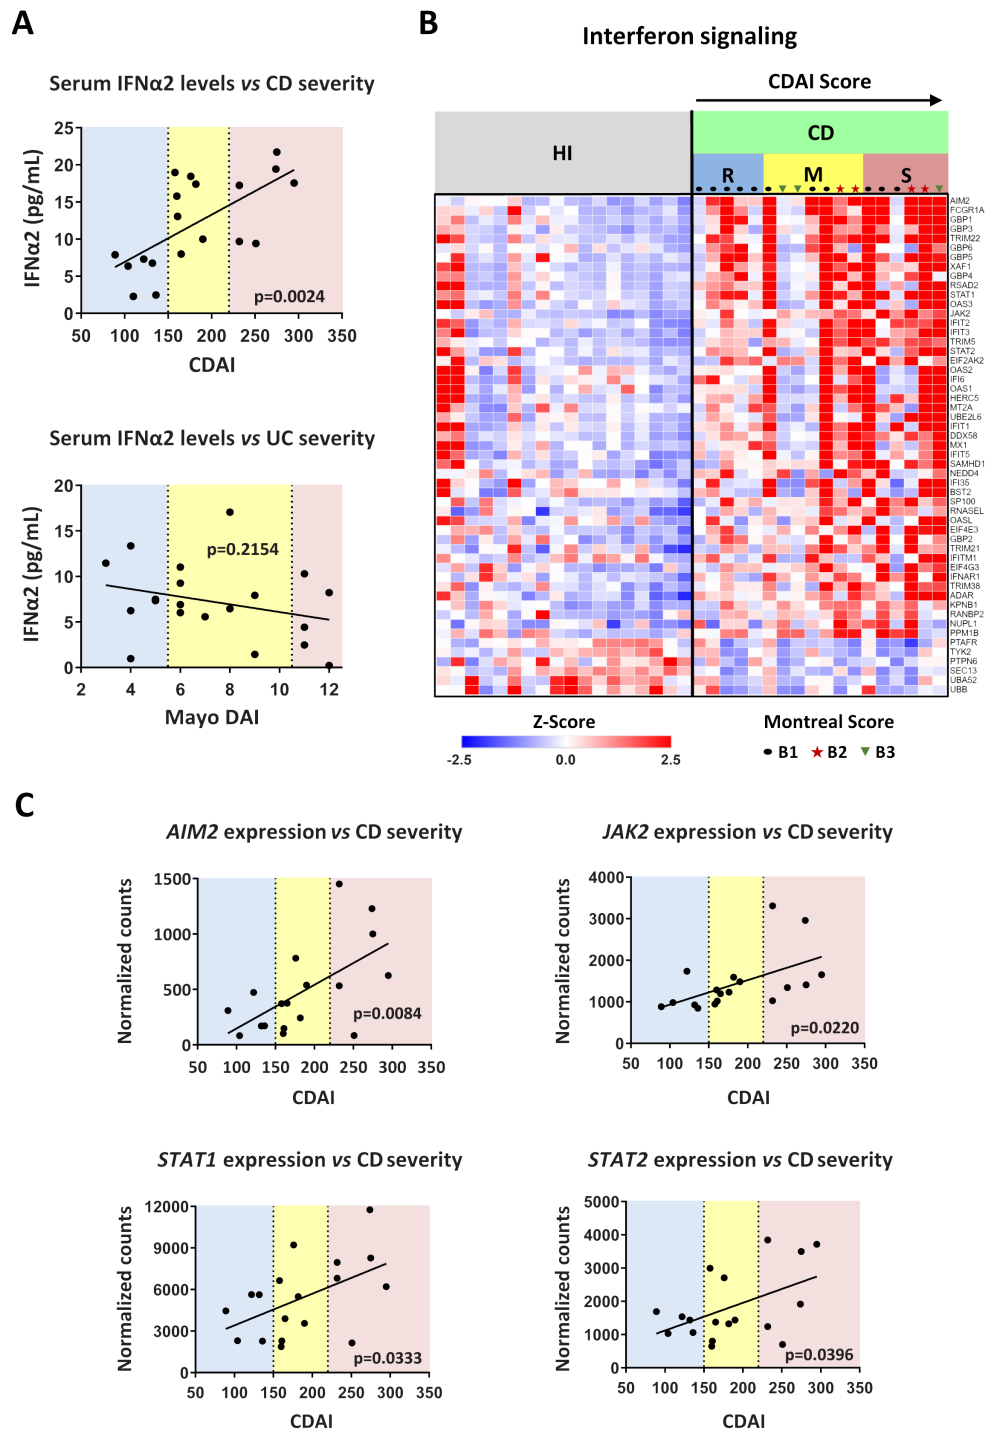 A
Serum IFNα2 levels vs CD severity
IFNα2 (pg/mL)
25
20
15
10
5
0
p=0.0024
50 100 150 200 250 300 350
CDAI
Serum IFNα2 levels vs UC severity
IFNα2 (pg/mL)
20
15
10
5
0
p=0.2154
2 4 6 8 10 12
Mayo DAI
B
Interferon signaling
CDAI Score
HI
CD
R M S
AIM2
FCGR1A
GBP1
GBP3
TRIM22
GBP6
GBP5
XAF1
GBP4
RSAD2
STAT1
OAS3
JAK2
IFIT2
IFIT3
TRIM5
STAT2
EIF2AK2
OAS2
IFI6
OAS1
HERC5
MT2A
UBE2L6
IFIT1
DDX58
MX1
IFIT5
SAMHD1
NEDD4
IFI35
BST2
SP100
RNASEL
OASL
EIF4E3
GBP2
TRIM21
IFITM1
EIF4G3
IFNAR1
TRIM38
ADAR
KPNB1
RANBP2
NUPL1
PPM1B
PTAFR
TYK2
PTPN6
SEC13
UBA52
UBB
Z-Score
-2.5 0.0 2.5
Montreal Score
B1 B2 B3
C
AIM2 expression vs CD severity
Normalized counts
1500
1000
500
0
p=0.0084
50 100 150 200 250 300 350
CDAI
JAK2 expression vs CD severity
Normalized counts
4000
3000
2000
1000
0
p=0.0220
50 100 150 200 250 300 350
CDAI
STAT1 expression vs CD severity
Normalized counts
12000
9000
6000
3000
0
p=0.0333
50 100 150 200 250 300 350
CDAI
STAT2 expression vs CD severity
Normalized counts
5000
4000
3000
2000
1000
0
p=0.0396
50 100 150 200 250 300 350
CDAI